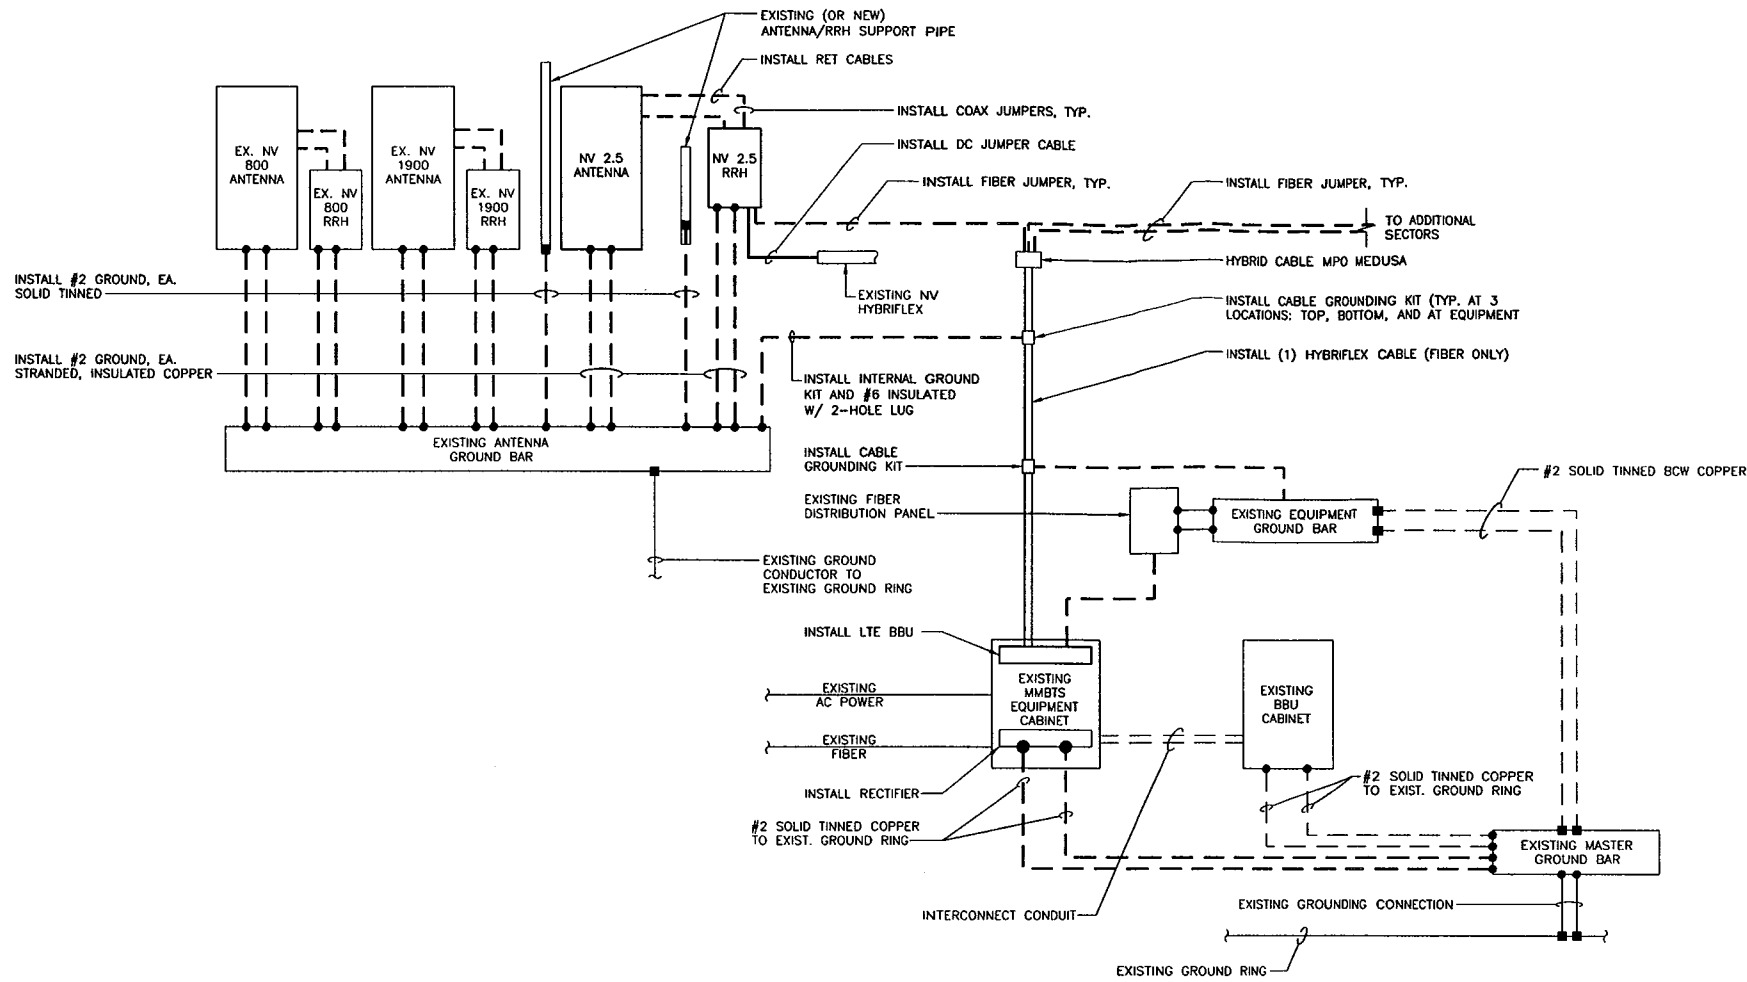 EXISTING (OR NEW)
ANTENNA/RRH SUPPORT PIPE
INSTALL RET CABLES
INSTALL COAX JUMPERS, TYP.
INSTALL DC JUMPER CABLE
INSTALL FIBER JUMPER, TYP.
INSTALL FIBER JUMPER, TYP.
EX. NV
800
ANTENNA
EX. NV
800
RRH
EX. NV
1900
ANTENNA
EX. NV
1900
RRH
NV 2.5
ANTENNA
NV 2.5
RRH
TO ADDITIONAL
SECTORS
HYBRID CABLE MPO MEDUSA
INSTALL #2 GROUND, EA.
SOLID TINNED
EXISTING NV
HYBRIFLEX
INSTALL CABLE GROUNDING KIT (TYP. AT 3
LOCATIONS: TOP, BOTTOM, AND AT EQUIPMENT
INSTALL #2 GROUND, EA.
STRANDED, INSULATED COPPER
INSTALL (1) HYBRIFLEX CABLE (FIBER ONLY)
INSTALL INTERNAL GROUND
KIT AND #6 INSULATED
W/ 2-HOLE LUG
EXISTING ANTENNA
GROUND BAR
INSTALL CABLE
GROUNDING KIT
#2 SOLID TINNED BCW COPPER
EXISTING FIBER
DISTRIBUTION PANEL
EXISTING EQUIPMENT
GROUND BAR
EXISTING GROUND
CONDUCTOR TO
EXISTING GROUND RING
INSTALL LTE BBU
EXISTING
MMBTS
EQUIPMENT
CABINET
EXISTING
BBU
CABINET
EXISTING
AC POWER
EXISTING
FIBER
INSTALL RECTIFIER
#2 SOLID TINNED COPPER
TO EXIST. GROUND RING
#2 SOLID TINNED COPPER
TO EXIST. GROUND RING
EXISTING MASTER
GROUND BAR
INTERCONNECT CONDUIT
EXISTING GROUNDING CONNECTION
EXISTING GROUND RING